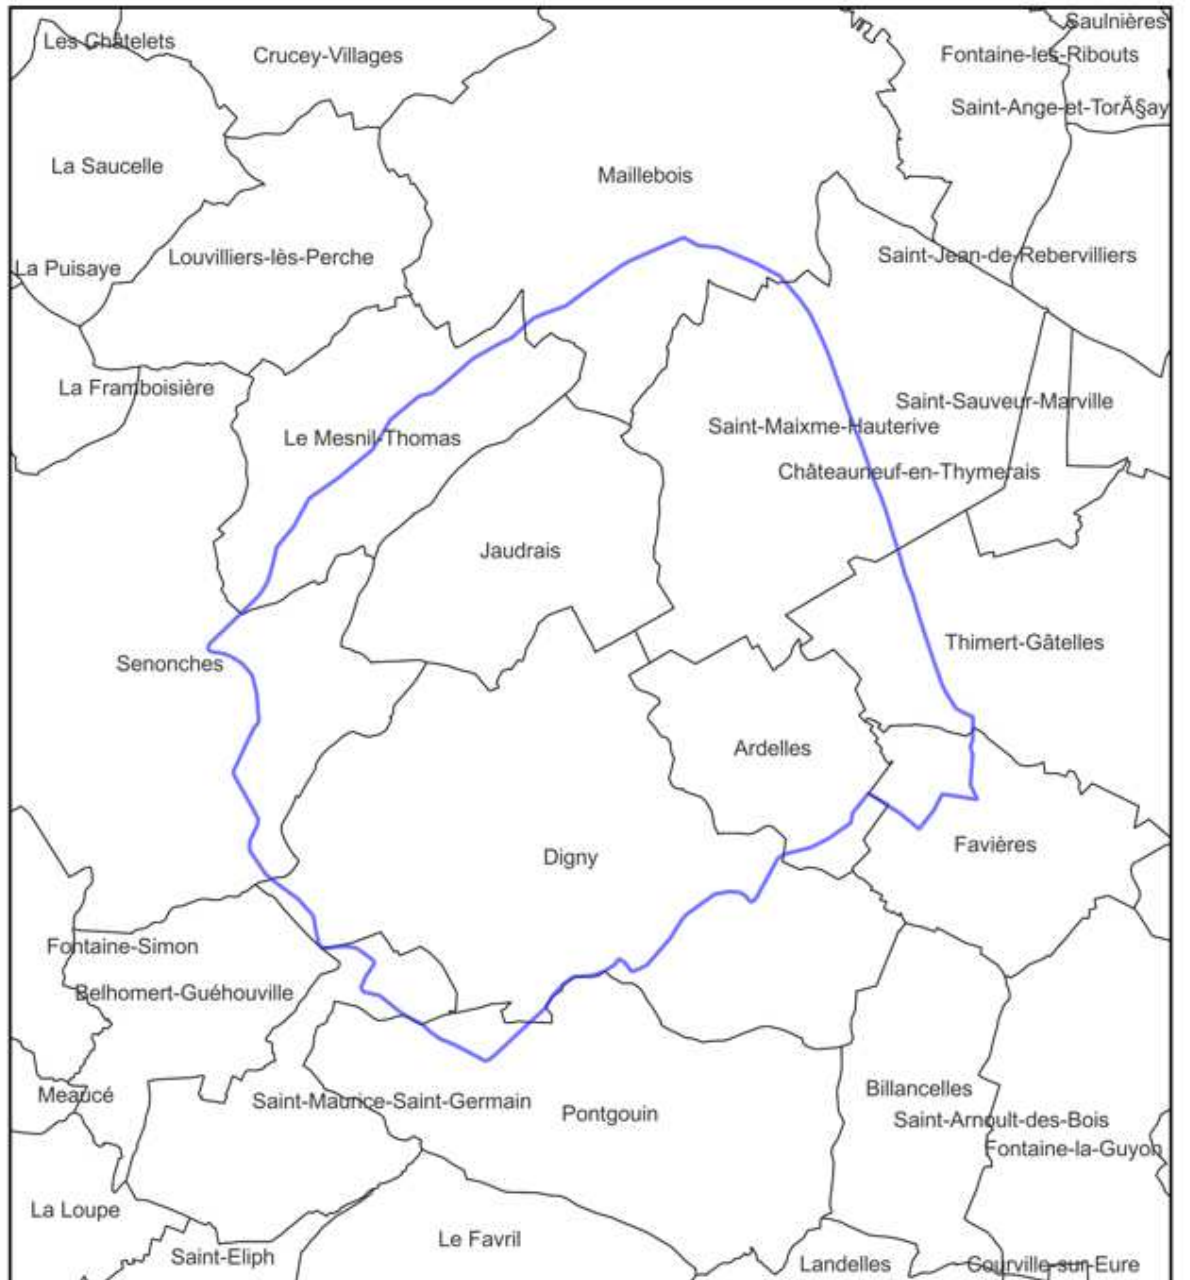 Saulnières
Les Châtelets
Crucey-Villages
Fontaine-les-Ribouts
Saint-Ange-et-TorÃ§ay
La Saucelle
Maillebois
Louvilliers-lès-Perche
Saint-Jean-de-Rebervilliers
La Puisaye
La Framboisière
Saint-Sauveur-Marville
Saint-Maixme-Hauterive
Le Mesnil-Thomas
Châteauneuf-en-Thymerais
Jaudrais
Thimert-Gâtelles
Senonches
Ardelles
Favières
Digny
Fontaine-Simon
Belhomert-Guéhouville
Billancelles
Meaucé
Saint-Maurice-Saint-Germain
Pontgouin
Saint-Arnoult-des-Bois
Fontaine-la-Guyon
La Loupe
Le Favril
Saint-Eliph
Landelles
Courville-sur-Eure